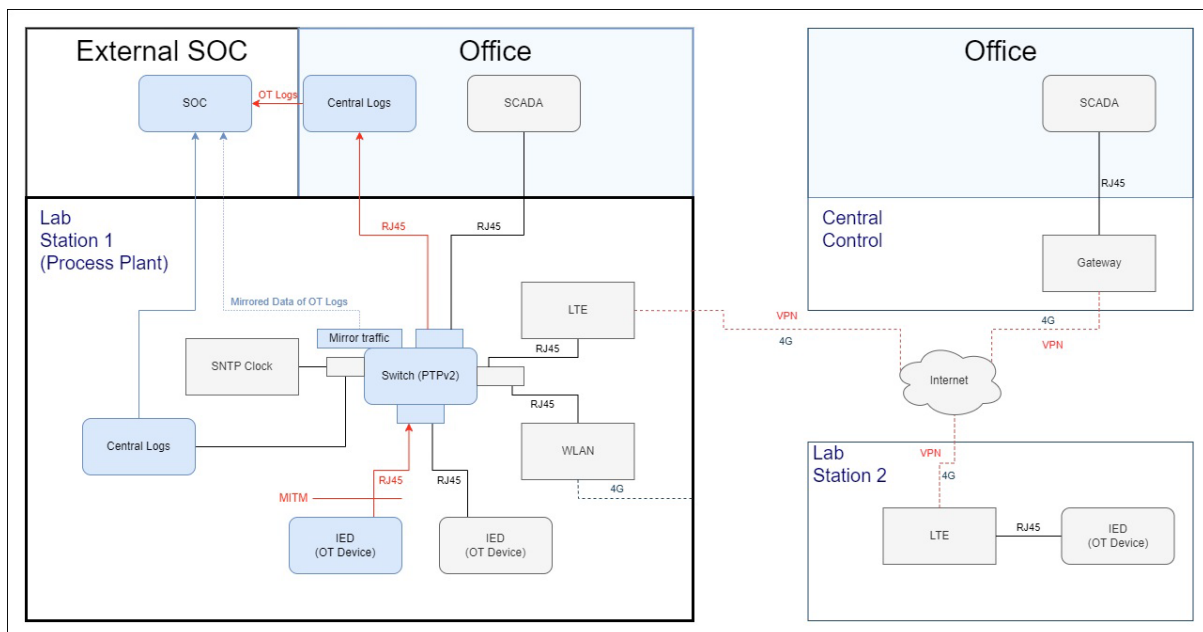 External SOC
Office
Office
SOC
OT Logs
Central Logs
SCADA
SCADA
RJ45
Lab
Station 1
(Process Plant)
RJ45
RJ45
Central
Control
Gateway
Mirrored Data of OT Logs
LTE
VPN
4G
4G
VPN
Mirror traffic
RJ45
SNTP Clock
Switch (PTPv2)
Internet
RJ45
Central Logs
WLAN
4G
RJ45
RJ45
MITM
IED
(OT Device)
IED
(OT Device)
Lab
Station 2
VPN
4G
LTE
RJ45
IED
(OT Device)